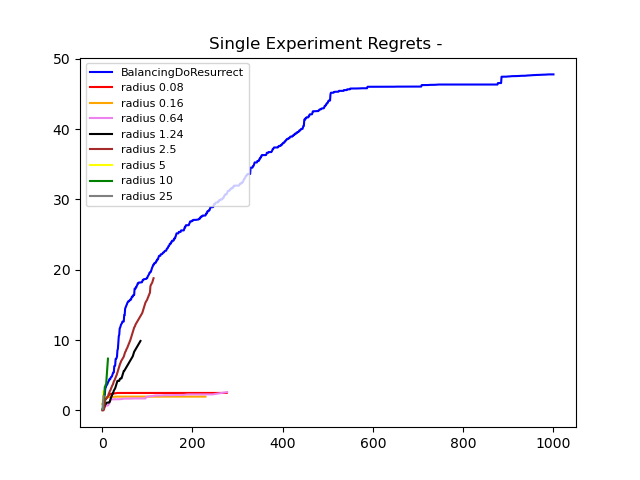 Single Experiment Regrets -
50
40
30
20
10
0
BalancingDoResurrect
radius 0.08
radius 0.16
radius 0.64
radius 1.24
radius 2.5
radius 5
radius 10
radius 25
0 200 400 600 800 1000